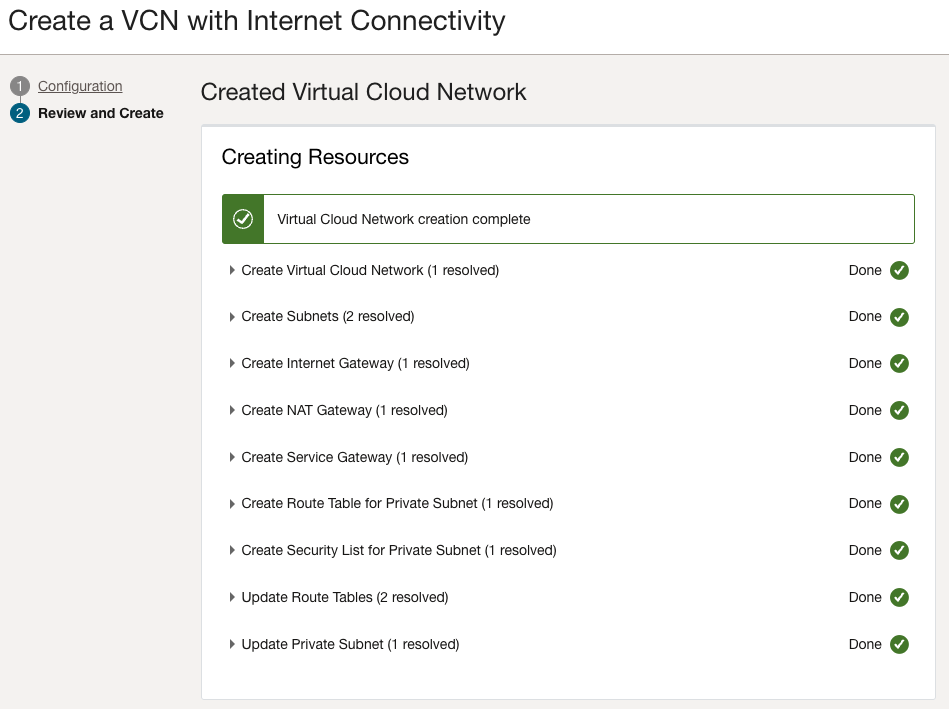 Create a VCN with Internet Connectivity
1 Configuration
2 Review and Create
Created Virtual Cloud Network
Creating Resources
Virtual Cloud Network creation complete
Create Virtual Cloud Network (1 resolved) Done
Create Subnets (2 resolved) Done
Create Internet Gateway (1 resolved) Done
Create NAT Gateway (1 resolved) Done
Create Service Gateway (1 resolved) Done
Create Route Table for Private Subnet (1 resolved) Done
Create Security List for Private Subnet (1 resolved) Done
Update Route Tables (2 resolved) Done
Update Private Subnet (1 resolved) Done